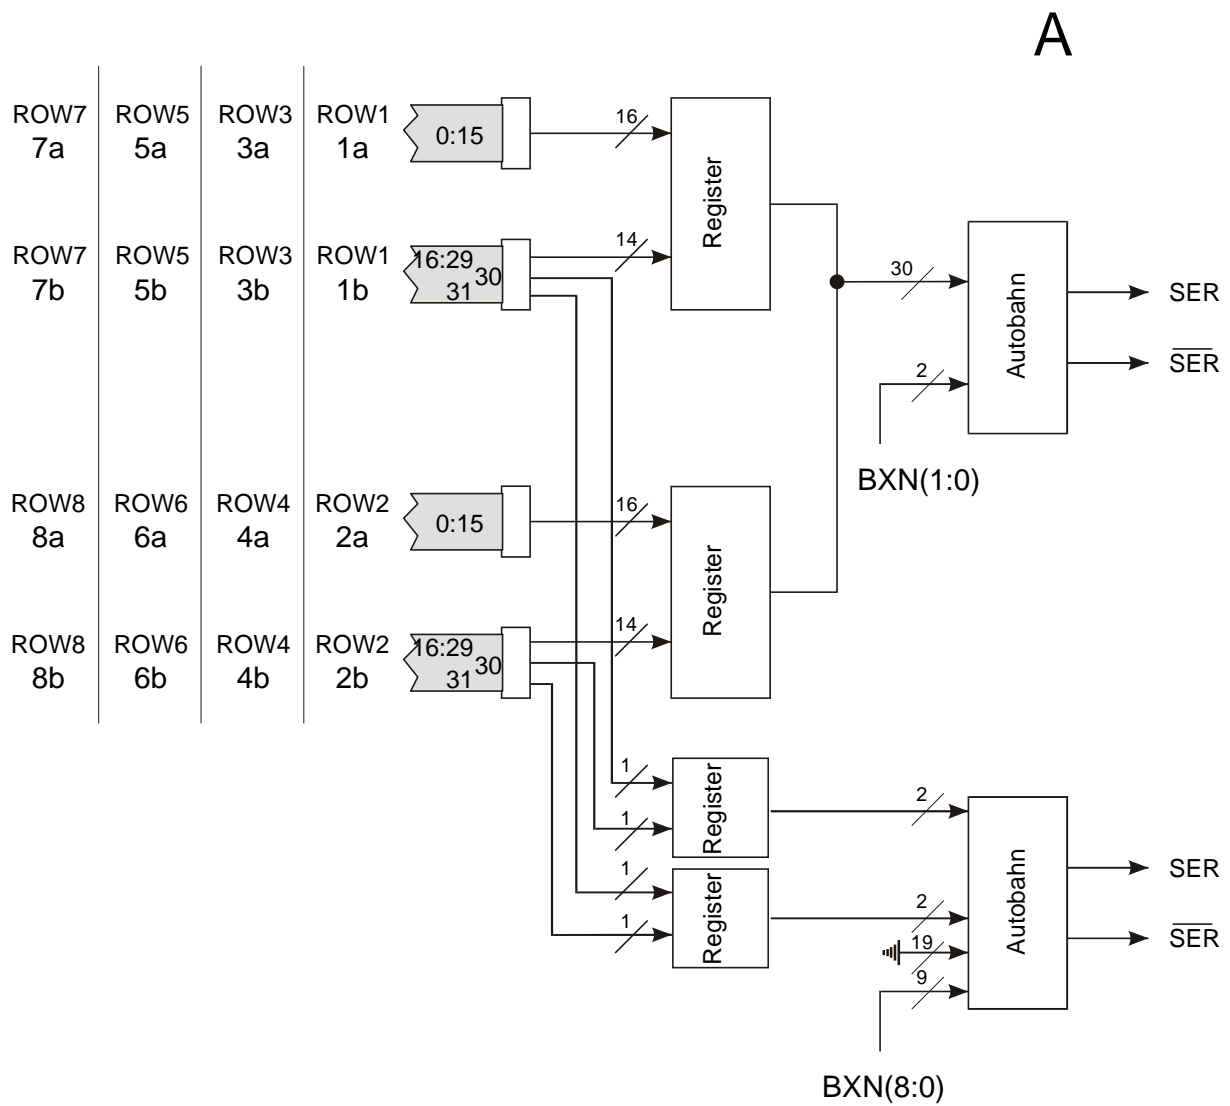 A
ROW7 ROW5 ROW3 ROW1
7a 5a 3a 1a
0:15
16
Register
ROW7 ROW5 ROW3 ROW1
7b 5b 3b 1b
16:29
30
31
14
30
Autobahn
SER
SER
2
BXN(1:0)
ROW8 ROW6 ROW4 ROW2
8a 6a 4a 2a
0:15
16
Register
ROW8 ROW6 ROW4 ROW2
8b 6b 4b 2b
16:29
30
31
14
1
1
Register
2
1
1
Register
2
19
9
Autobahn
SER
SER
BXN(8:0)